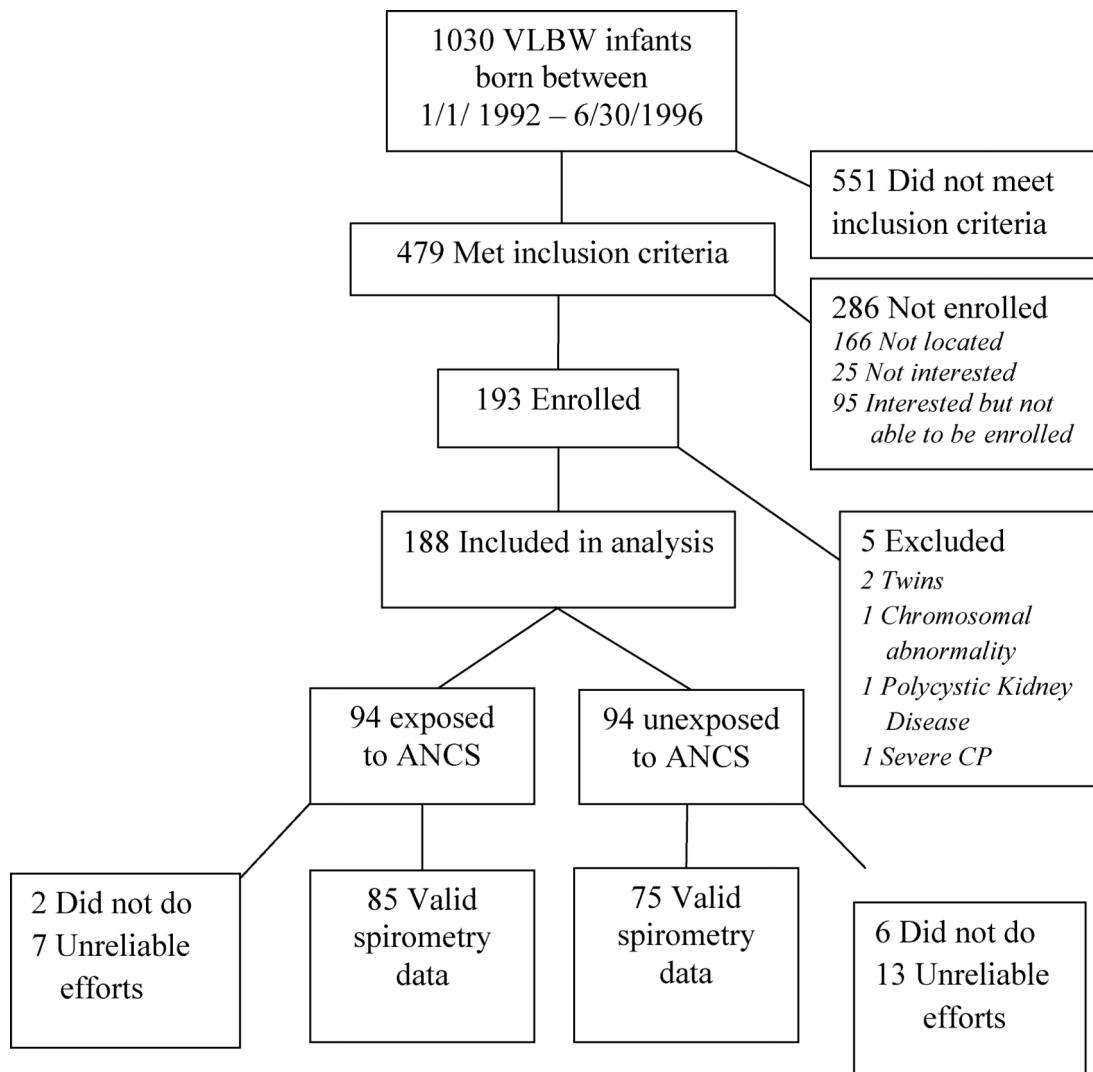 1030 VLBW infants
born between
1/1/ 1992 – 6/30/1996
551 Did not meet
inclusion criteria
479 Met inclusion criteria
286 Not enrolled
166 Not located
25 Not interested
95 Interested but not
able to be enrolled
193 Enrolled
188 Included in analysis
5 Excluded
2 Twins
1 Chromosomal
abnormality
1 Polycystic Kidney
Disease
1 Severe CP
94 exposed
to ANCS
94 unexposed
to ANCS
2 Did not do
7 Unreliable
efforts
85 Valid
spirometry
data
75 Valid
spirometry
data
6 Did not do
13 Unreliable
efforts